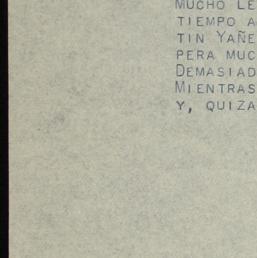 MUCHO LE
TIEMPO A
TIN YAÑE
PERA MUC
DEMASIAD
MIENTRAS
Y, QUIZA